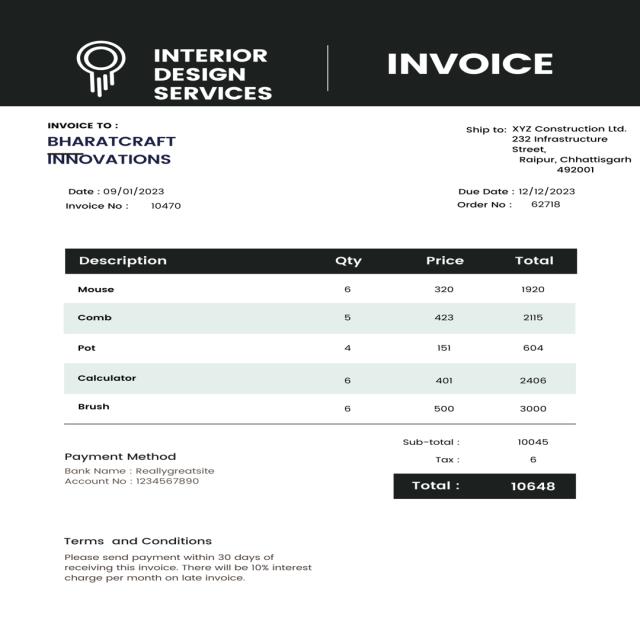 INTERIOR
DESIGN
SERVICES
INVOICE
INVOICE TO :
BHARATCRAFT
INNOVATIONS
Ship to: XYZ Construction Ltd.
232 Infrastructure
Street,
Raipur, Chhattisgarh
492001
Date : 09/01/2023
Invoice No : 10470
Due Date : 12/12/2023
Order No : 62718
Description Qty Price Total
Mouse 6 320 1920
Comb 5 423 2115
Pot 4 151 604
Calculator 6 401 2406
Brush 6 500 3000
Sub-total : 10045
Tax : 6
Total : 10648
Payment Method
Bank Name : Reallygreatsite
Account No : 1234567890
Terms and Conditions
Please send payment within 30 days of
receiving this invoice. There will be 10% interest
charge per month on late invoice.